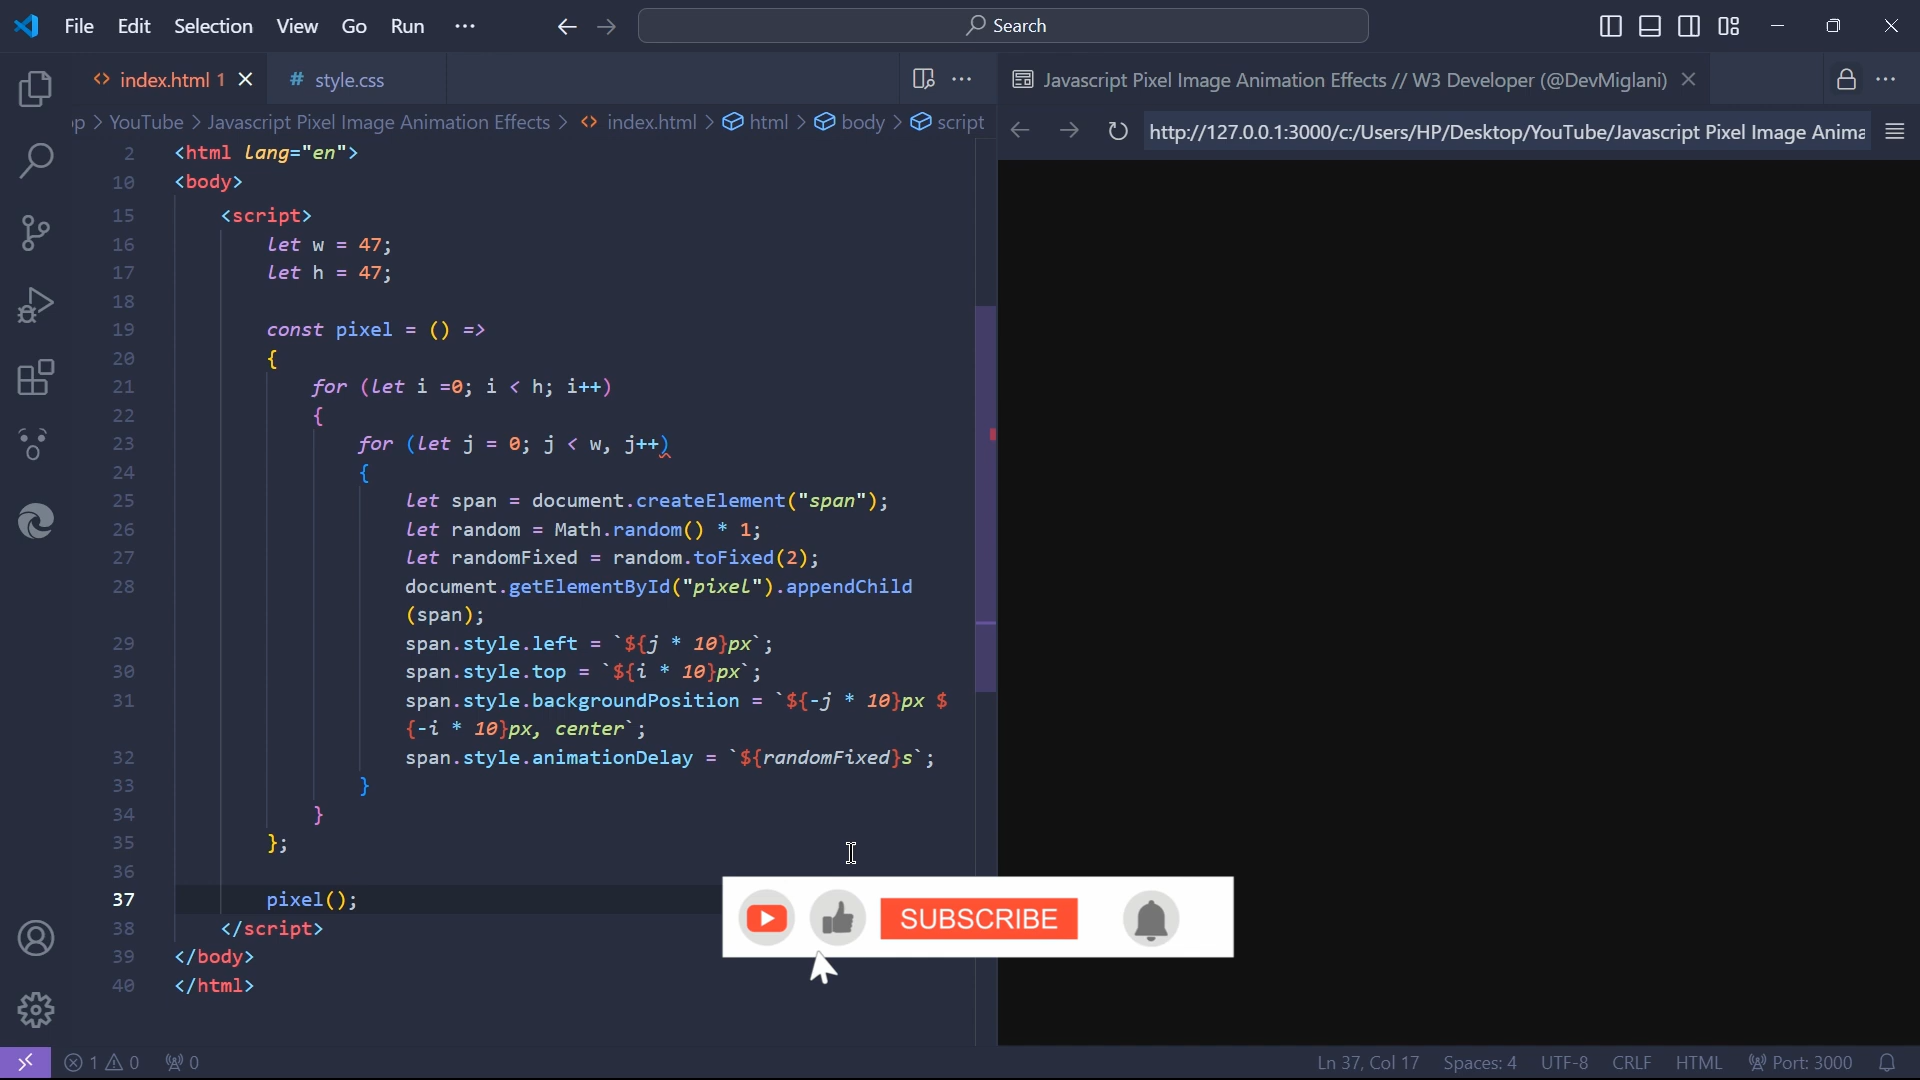 File Edit Selection View Go Run ··· Search
index.html 1 # style.css
Javascript Pixel Image Animation Effects // W3 Developer (@DevMiglani)
p > YouTube > Javascript Pixel Image Animation Effects > <> index.html > html > body > script
http://127.0.0.1:3000/c:/Users/HP/Desktop/YouTube/Javascript Pixel Image Anima
2 <html lang="en">
10 <body>
15 <script>
16 let w = 47;
17 let h = 47;
18
19 const pixel = () =>
20 {
21 for (let i =0; i < h; i++)
22 {
23 for (let j = 0; j < w, j++)
24 {
25 let span = document.createElement("span");
26 let random = Math.random() * 1;
27 let randomFixed = random.toFixed(2);
28 document.getElementById("pixel").appendChild
(span);
29 span.style.left = `${j * 10}px`;
30 span.style.top = `${i * 10}px`;
31 span.style.backgroundPosition = `${-j * 10}px $
{-i * 10}px, center`;
32 span.style.animationDelay = `${randomFixed}s`;
33 }
34 }
35 };
36
37 pixel();
38 </script>
39 </body>
40 </html>
SUBSCRIBE
1 0 0 Ln 37, Col 17 Spaces: 4 UTF-8 CRLF HTML Port: 3000